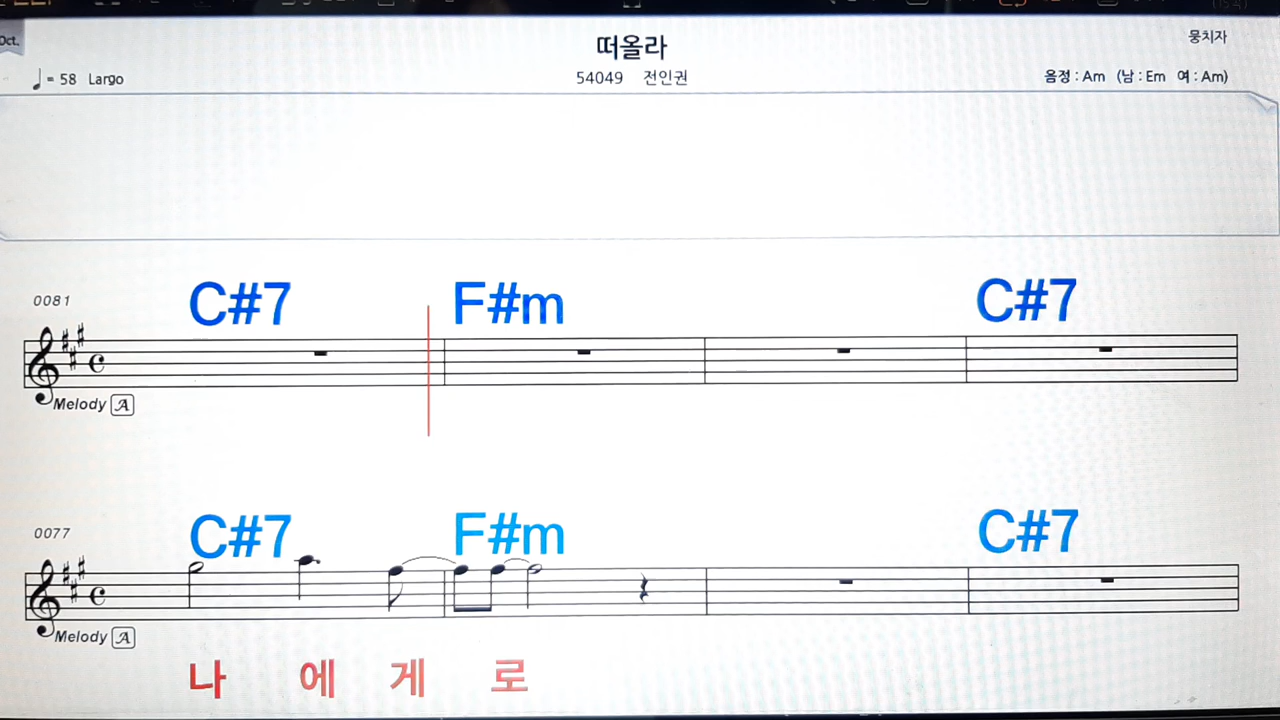 Oct.
떠올라
뭉치자
= 58 Largo
54049 전인권
음정 : Am (남 : Em 여 : Am)
0081
C#7 F#m C#7
Melody A
0077
C#7 F#m C#7
Melody A
나 에 게 로